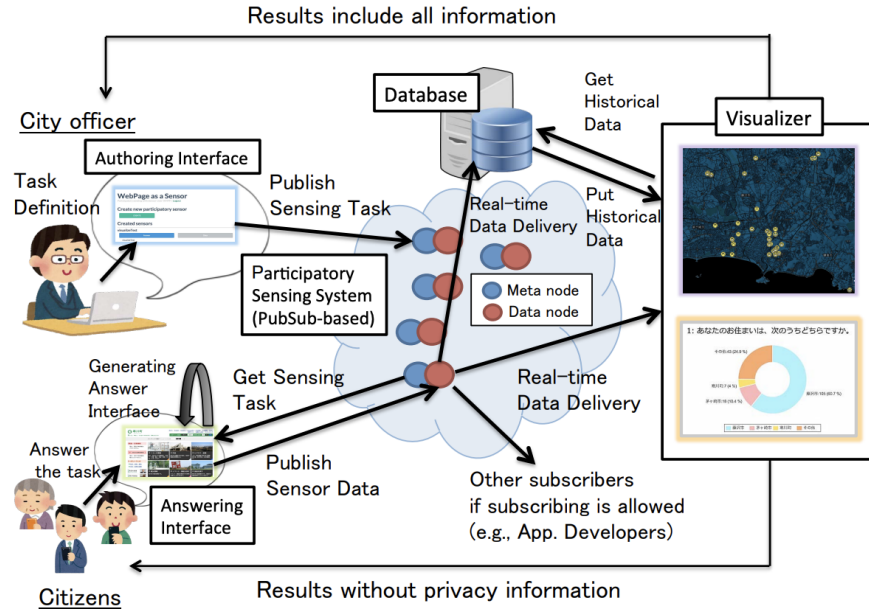 Results include all information
City officer
Authoring Interface
Task
Definition
WebPage as a Sensor
Create new participatory sensor
Created sensors
Publish
Sensing Task
Database
Get
Historical
Data
Visualizer
Put
Historical
Data
Real-time
Data Delivery
Participatory
Sensing System
(PubSub-based)
Meta node
Data node
1: あなたのお住まいは、次のうちどちらですか。
Generating
Answer
Interface
Get Sensing
Task
Real-time
Data Delivery
Answer
the task
Publish
Sensor Data
Answering
Interface
Other subscribers
if subscribing is allowed
(e.g., App. Developers)
Citizens
Results without privacy information